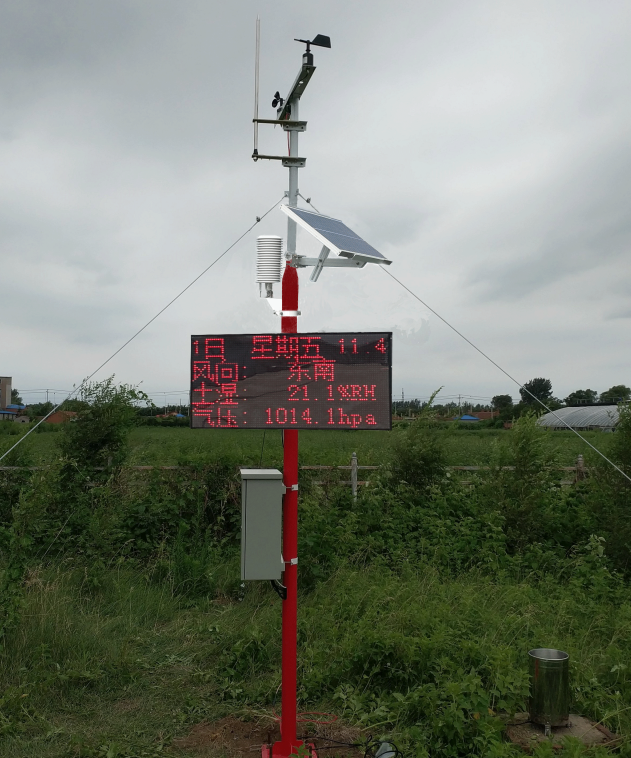 1日 星期五 11.4
风向: 东南
土湿: 21.1%RH
气压: 1014.1hpa